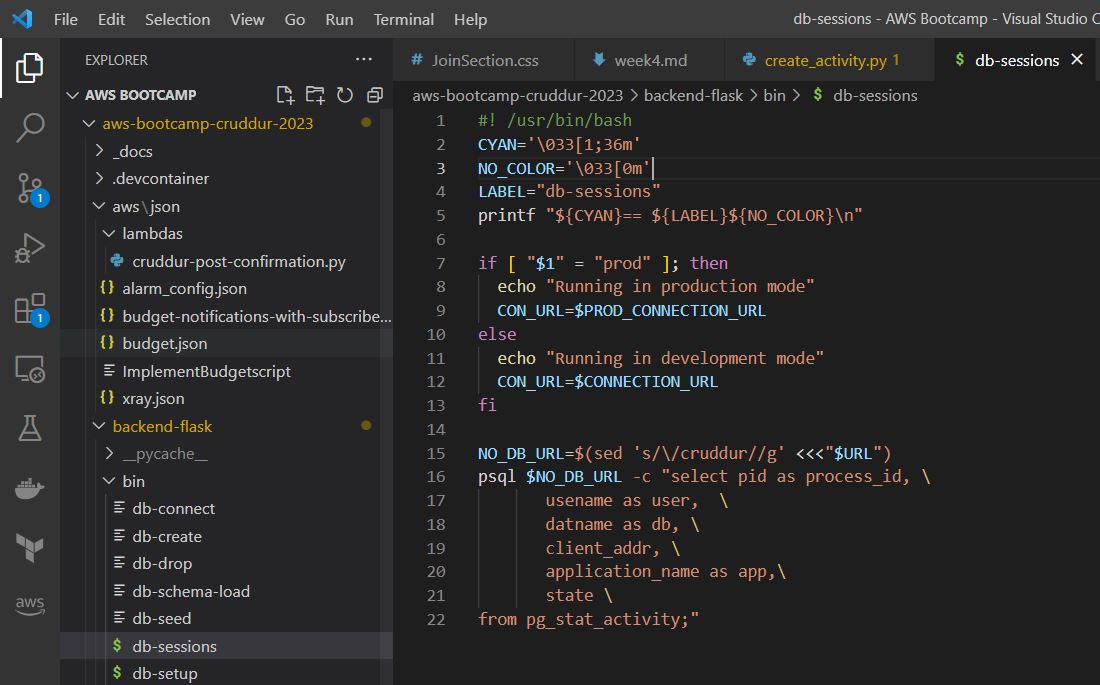 File Edit Selection View Go Run Terminal Help
db-sessions - AWS Bootcamp - Visual Studio C
EXPLORER
AWS BOOTCAMP
aws-bootcamp-cruddur-2023
_docs
.devcontainer
aws\json
lambdas
cruddur-post-confirmation.py
{} alarm_config.json
{} budget-notifications-with-subscribe...
{} budget.json
ImplementBudgetscript
{} xray.json
backend-flask
__pycache__
bin
db-connect
db-create
db-drop
db-schema-load
db-seed
$ db-sessions
$ db-setup
1
1
aws
# JoinSection.css
week4.md
create_activity.py 1
$ db-sessions
aws-bootcamp-cruddur-2023 > backend-flask > bin > $ db-sessions
1 #! /usr/bin/bash
2 CYAN='\033[1;36m'
3 NO_COLOR='\033[0m'
4 LABEL="db-sessions"
5 printf "${CYAN}== ${LABEL}${NO_COLOR}\n"
6
7 if [ "$1" = "prod" ]; then
8 echo "Running in production mode"
9 CON_URL=$PROD_CONNECTION_URL
10 else
11 echo "Running in development mode"
12 CON_URL=$CONNECTION_URL
13 fi
14
15 NO_DB_URL=$(sed 's/\/cruddur//g' <<<"$URL")
16 psql $NO_DB_URL -c "select pid as process_id, \
17 usename as user,  \
18 datname as db, \
19 client_addr, \
20 application_name as app,\
21 state \
22 from pg_stat_activity;"